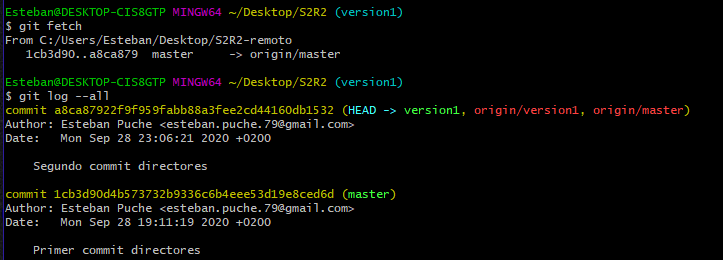 Esteban@DESKTOP-CIS8GTP MINGW64 ~/Desktop/S2R2 (version1)
$ git fetch
From C:/Users/Esteban/Desktop/S2R2-remoto
   1cb3d90..a8ca879  master     -> origin/master

Esteban@DESKTOP-CIS8GTP MINGW64 ~/Desktop/S2R2 (version1)
$ git log --all
commit a8ca87922f9f959fabb88a3fee2cd44160db1532 (HEAD -> version1, origin/version1, origin/master)
Author: Esteban Puche <esteban.puche.79@gmail.com>
Date:   Mon Sep 28 23:06:21 2020 +0200

    Segundo commit directores

commit 1cb3d90d4b573732b9336c6b4eee53d19e8ced6d (master)
Author: Esteban Puche <esteban.puche.79@gmail.com>
Date:   Mon Sep 28 19:11:19 2020 +0200

    Primer commit directores